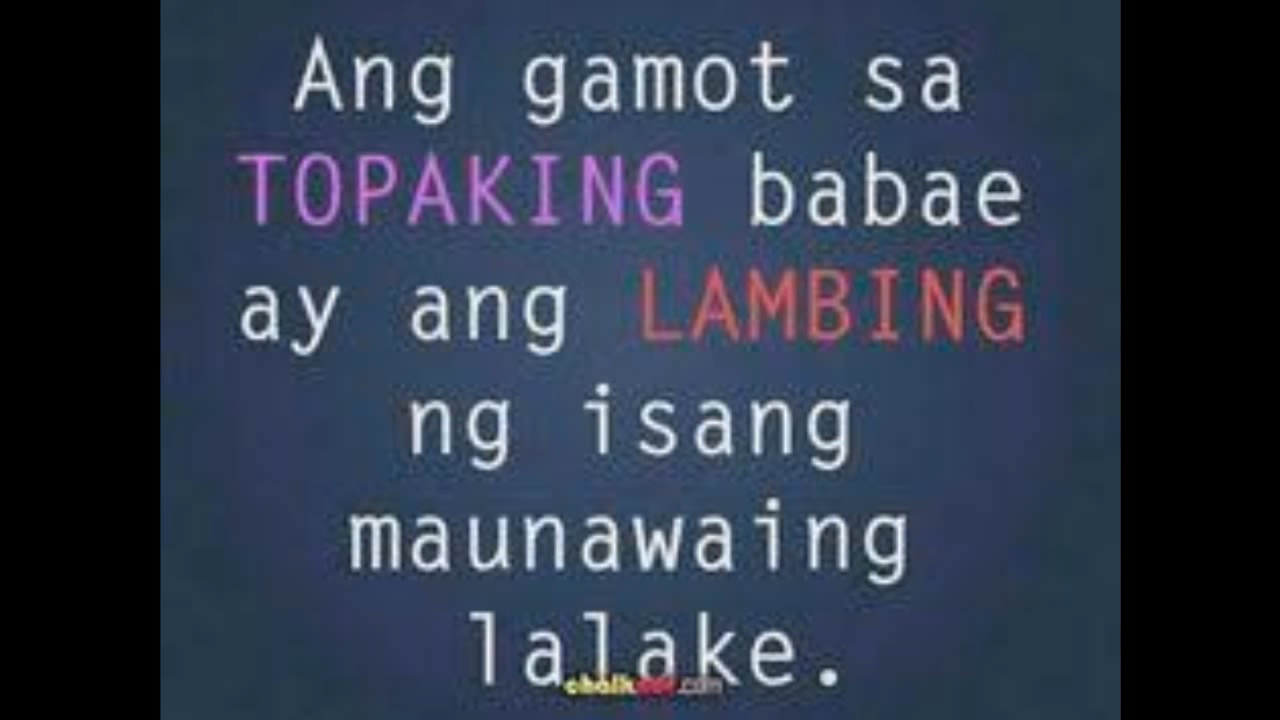 Ang gamot sa
TOPAKING babae
ay ang LAMBING
ng isang
maunawaing
lalake.